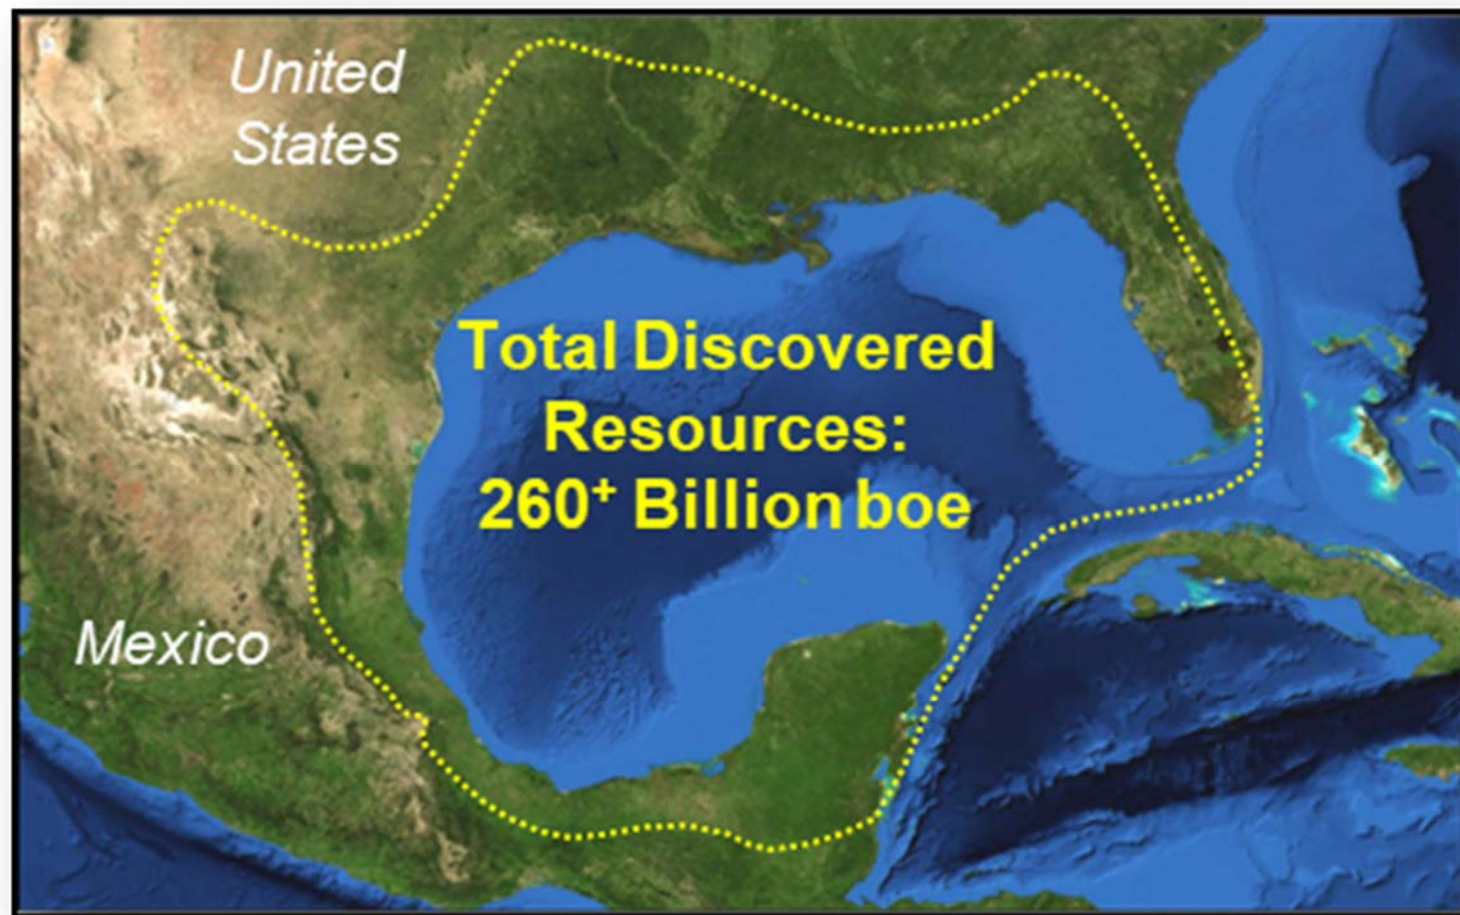 United
States
Total Discovered
Resources:
260+ Billion boe
Mexico